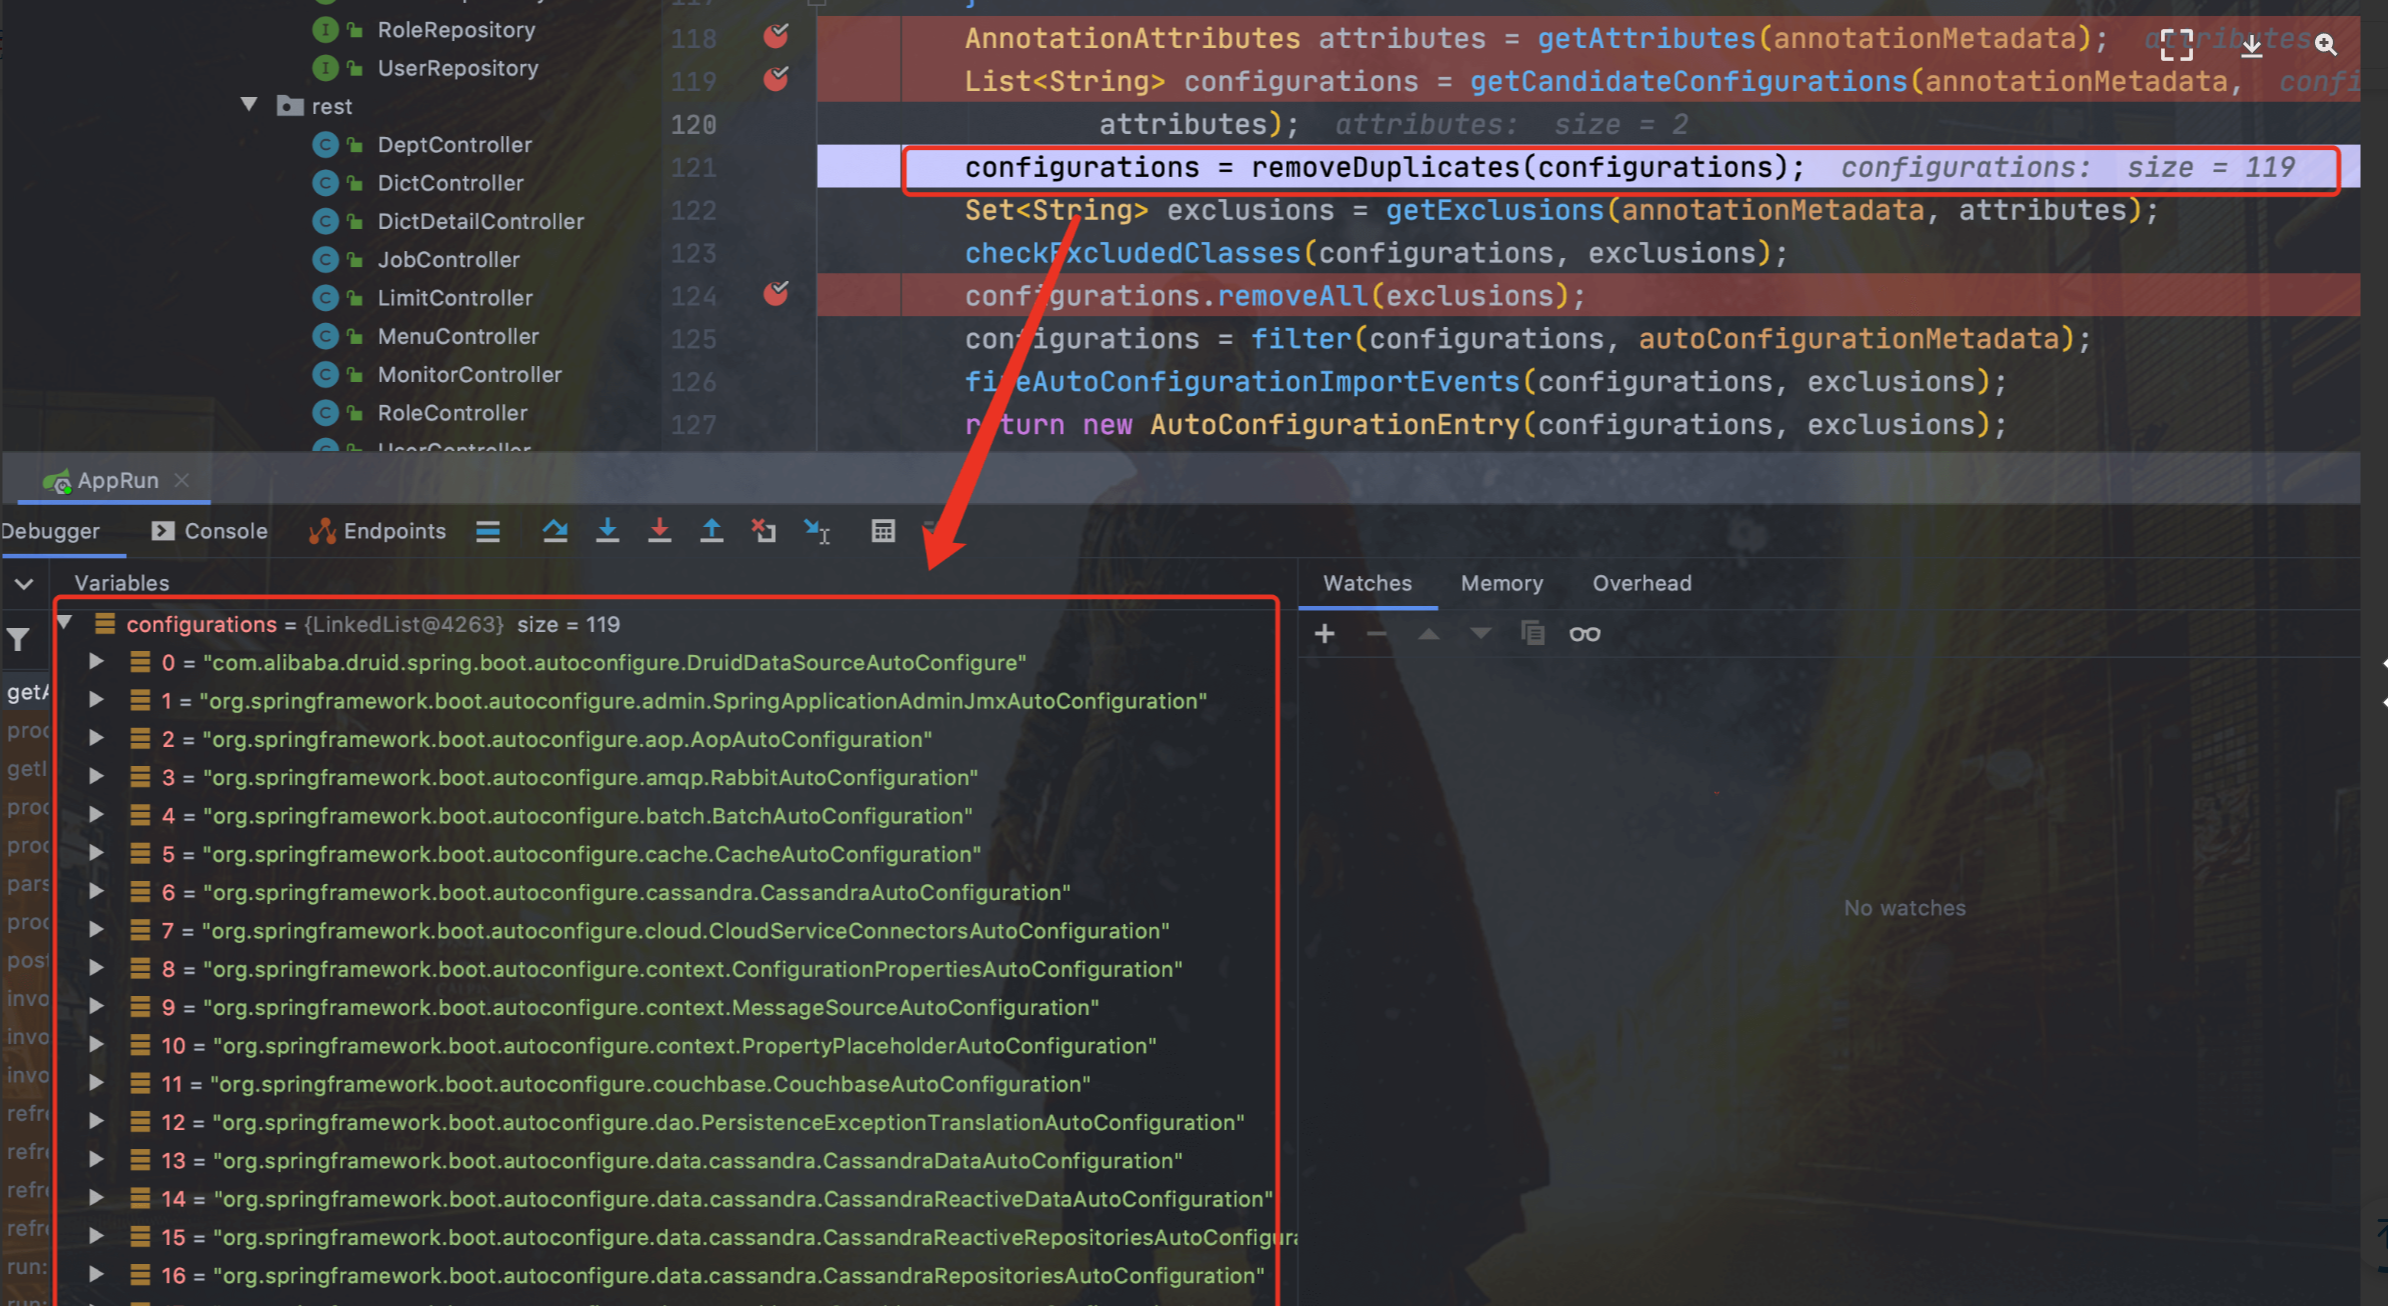 RoleRepository
UserRepository
rest
DeptController
DictController
DictDetailController
JobController
LimitController
MenuController
MonitorController
RoleController
UserController
117 }
118 AnnotationAttributes attributes = getAttributes(annotationMetadata); attributes
119 List<String> configurations = getCandidateConfigurations(annotationMetadata, confi
120 attributes); attributes: size = 2
121 configurations = removeDuplicates(configurations); configurations: size = 119
122 Set<String> exclusions = getExclusions(annotationMetadata, attributes);
123 checkExcludedClasses(configurations, exclusions);
124 configurations.removeAll(exclusions);
125 configurations = filter(configurations, autoConfigurationMetadata);
126 fireAutoConfigurationImportEvents(configurations, exclusions);
127 return new AutoConfigurationEntry(configurations, exclusions);
AppRun
Debugger Console Endpoints
Variables
Watches Memory Overhead
configurations = {LinkedList@4263} size = 119
0 = "com.alibaba.druid.spring.boot.autoconfigure.DruidDataSourceAutoConfigure"
1 = "org.springframework.boot.autoconfigure.admin.SpringApplicationAdminJmxAutoConfiguration"
2 = "org.springframework.boot.autoconfigure.aop.AopAutoConfiguration"
3 = "org.springframework.boot.autoconfigure.amqp.RabbitAutoConfiguration"
4 = "org.springframework.boot.autoconfigure.batch.BatchAutoConfiguration"
5 = "org.springframework.boot.autoconfigure.cache.CacheAutoConfiguration"
6 = "org.springframework.boot.autoconfigure.cassandra.CassandraAutoConfiguration"
7 = "org.springframework.boot.autoconfigure.cloud.CloudServiceConnectorsAutoConfiguration"
8 = "org.springframework.boot.autoconfigure.context.ConfigurationPropertiesAutoConfiguration"
9 = "org.springframework.boot.autoconfigure.context.MessageSourceAutoConfiguration"
10 = "org.springframework.boot.autoconfigure.context.PropertyPlaceholderAutoConfiguration"
11 = "org.springframework.boot.autoconfigure.couchbase.CouchbaseAutoConfiguration"
12 = "org.springframework.boot.autoconfigure.dao.PersistenceExceptionTranslationAutoConfiguration"
13 = "org.springframework.boot.autoconfigure.data.cassandra.CassandraDataAutoConfiguration"
14 = "org.springframework.boot.autoconfigure.data.cassandra.CassandraReactiveDataAutoConfiguration"
15 = "org.springframework.boot.autoconfigure.data.cassandra.CassandraReactiveRepositoriesAutoConfigura
16 = "org.springframework.boot.autoconfigure.data.cassandra.CassandraRepositoriesAutoConfiguration"
getA
proc
getI
proc
proc
pars
proc
post
invo
invo
invo
refre
refre
refre
refre
run:
run:
No watches